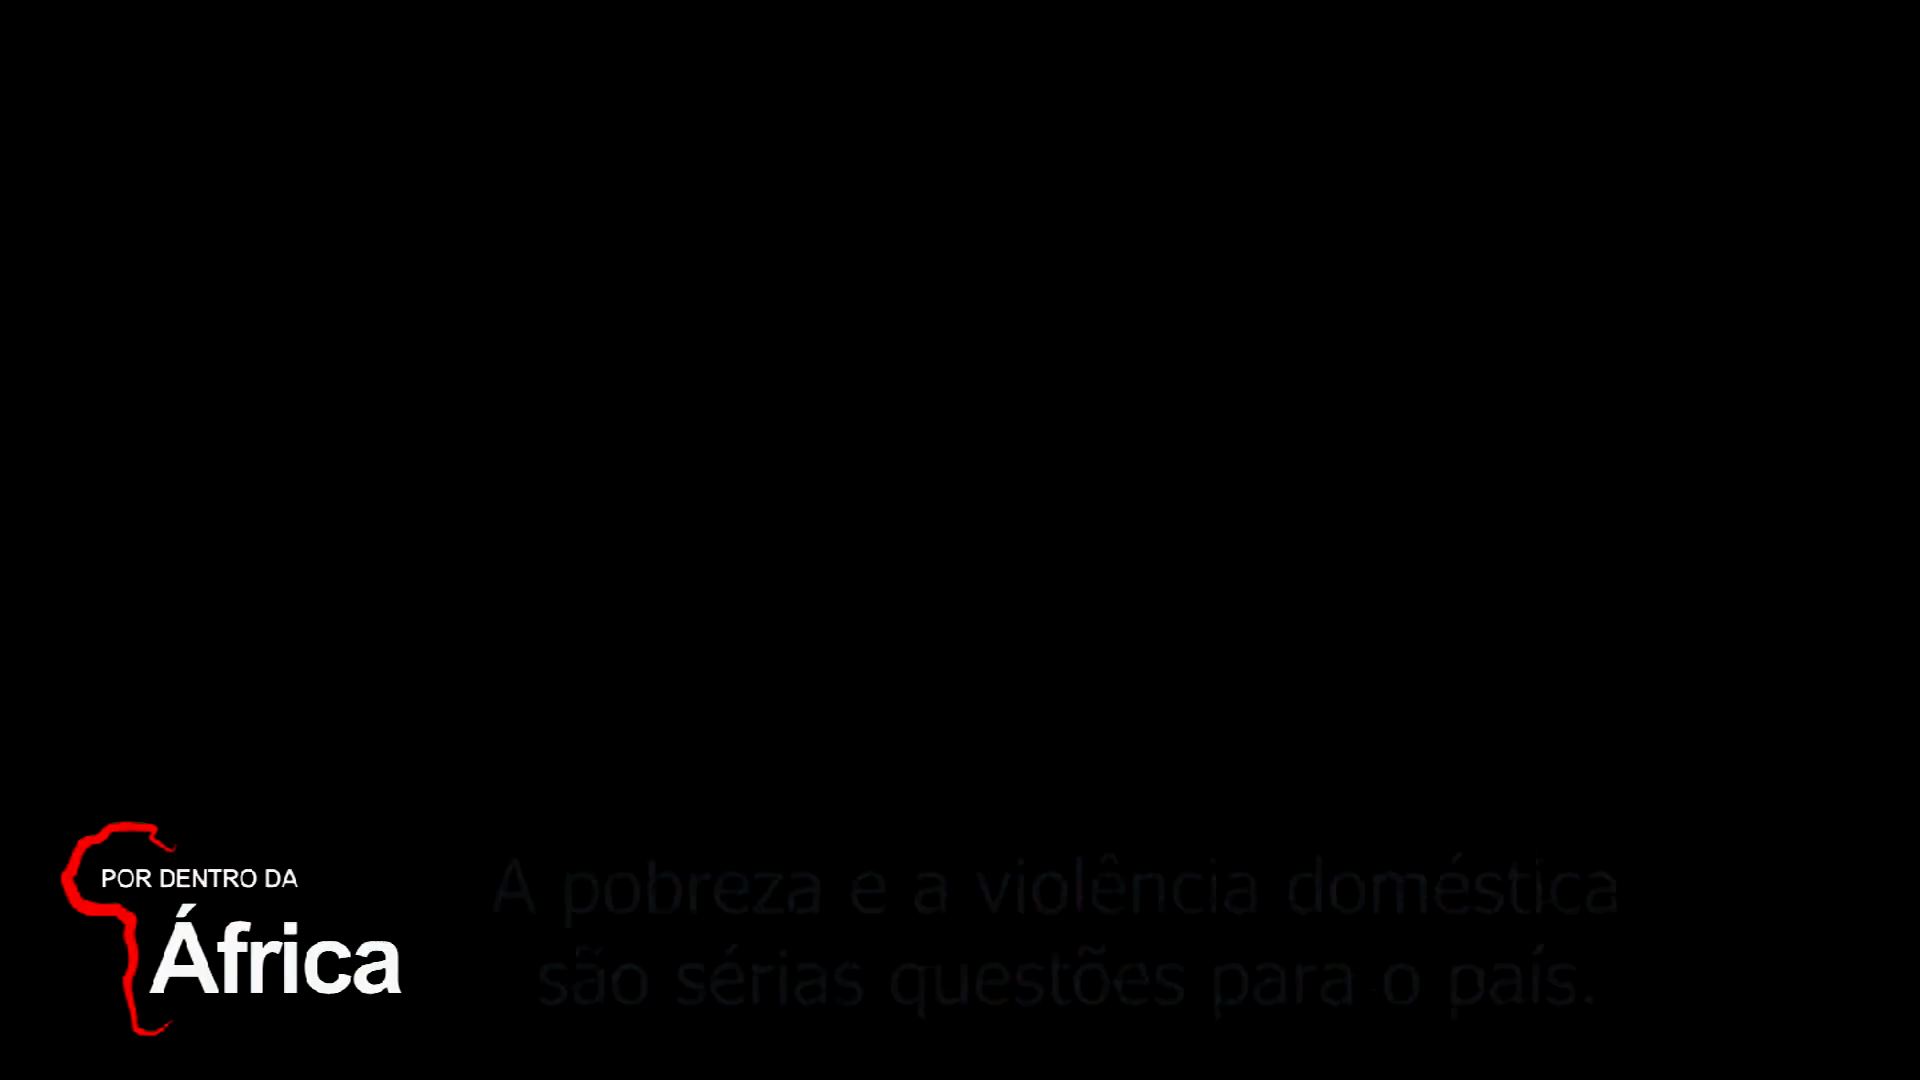 POR DENTRO DA
África
A pobreza e a violência doméstica
são sérias questões para o país.